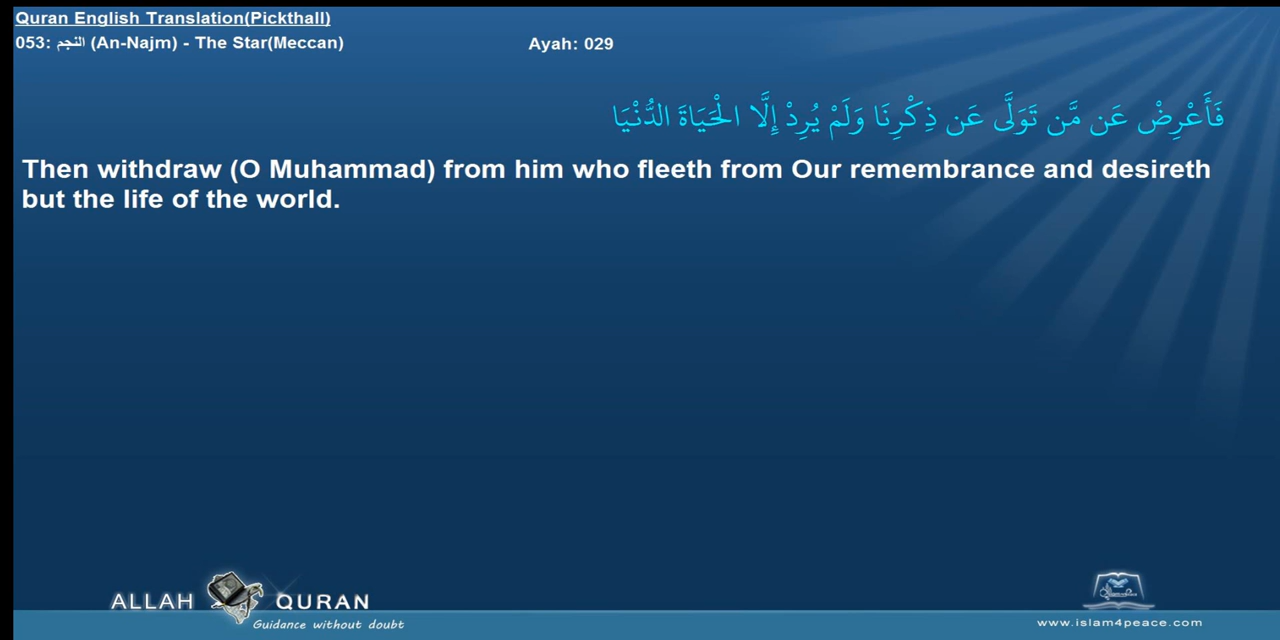 Quran English Translation(Pickthall)
053: النجم (An-Najm) - The Star(Meccan)
Ayah: 029
فَأَعْرِضْ عَن مَّن تَوَلَّى عَن ذِكْرِنَا وَلَمْ يُرِدْ إِلَّا الْحَيَاةَ الدُّنْيَا
Then withdraw (O Muhammad) from him who fleeth from Our remembrance and desireth
but the life of the world.
ALLAH QURAN
Guidance without doubt
www.islam4peace.com